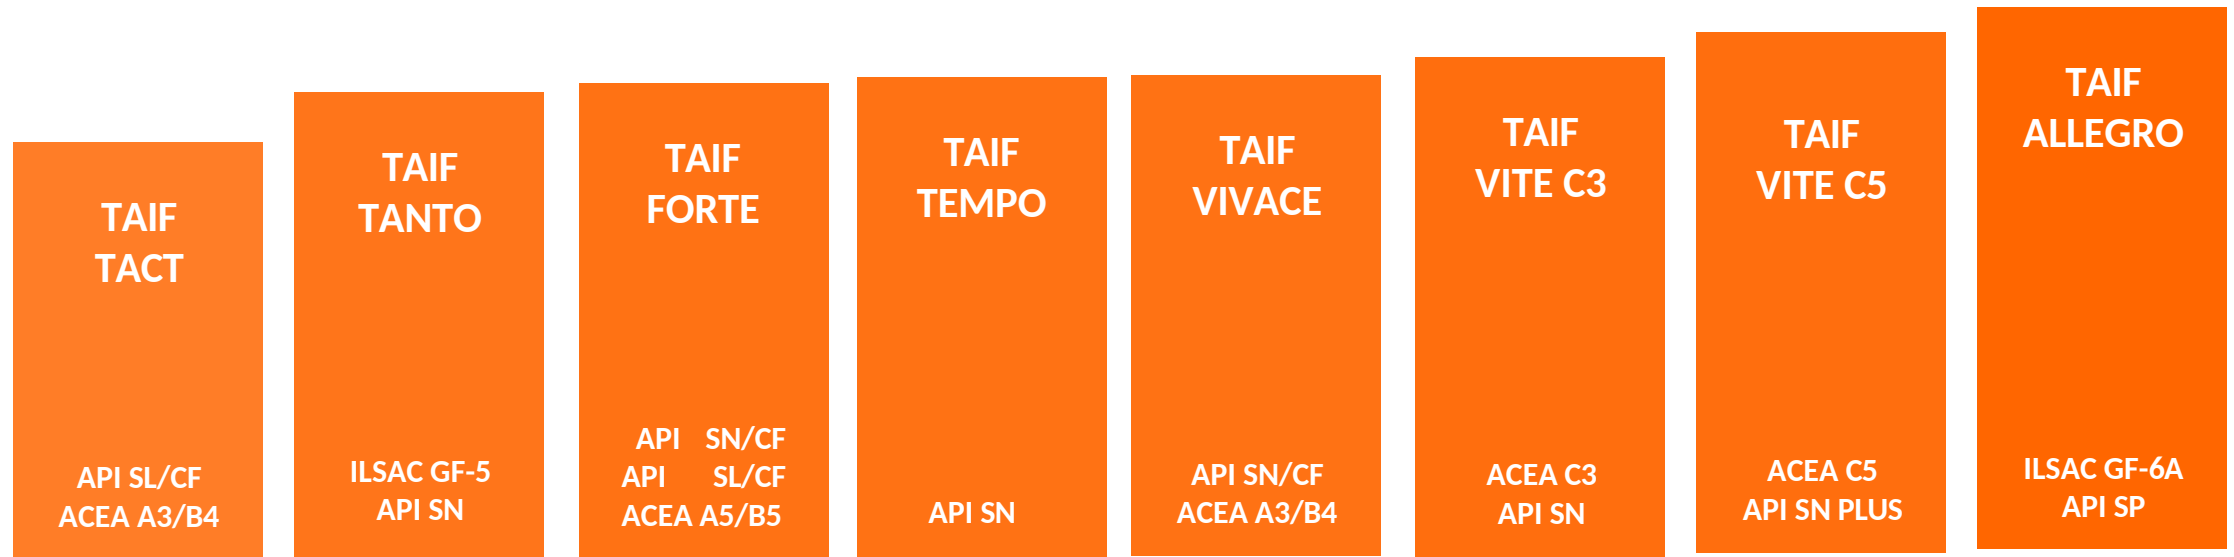 TAIF
TACT
API SL/CF
ACEA A3/B4
TAIF
TANTO
ILSAC GF-5
API SN
TAIF
FORTE
API SN/CF
API SL/CF
ACEA A5/B5
TAIF
TEMPO
API SN
TAIF
VIVACE
API SN/CF
ACEA A3/B4
TAIF
VITE C3
ACEA C3
API SN
TAIF
VITE C5
ACEA C5
API SN PLUS
TAIF
ALLEGRO
ILSAC GF-6A
API SP